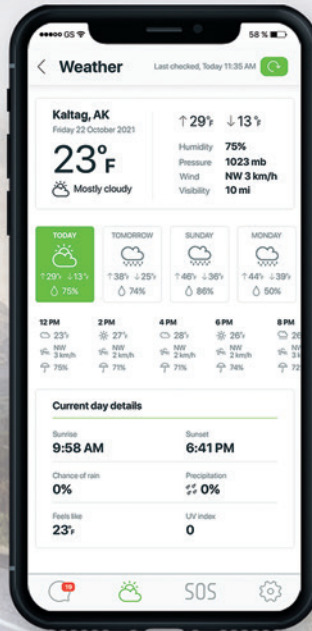 GS
58 %
Weather
Last checked, Today 11:35 AM
Kaltag, AK
Friday 22 October 2021
23°F
Mostly cloudy
↑ 29°F ↓ 13°F
Humidity 75%
Pressure 1023 mb
Wind NW 3 km/h
Visibility 10 mi
TODAY
↑29°F ↓13°F
75%
TOMORROW
↑38°F ↓25°F
74%
SUNDAY
↑46°F ↓36°F
86%
MONDAY
↑44°F ↓39°F
50%
12 PM 2 PM 4 PM 6 PM 8 PM
23°F 27°F 28°F 26°F 26
NW NW NW NW N
3 km/h 2 km/h 2 km/h 2 km/h 3
75% 71% 71% 74% 72
Current day details
Sunrise Sunset
9:58 AM 6:41 PM
Chance of rain Precipitation
0% 0%
Feels like UV index
23°F 0
19
SOS